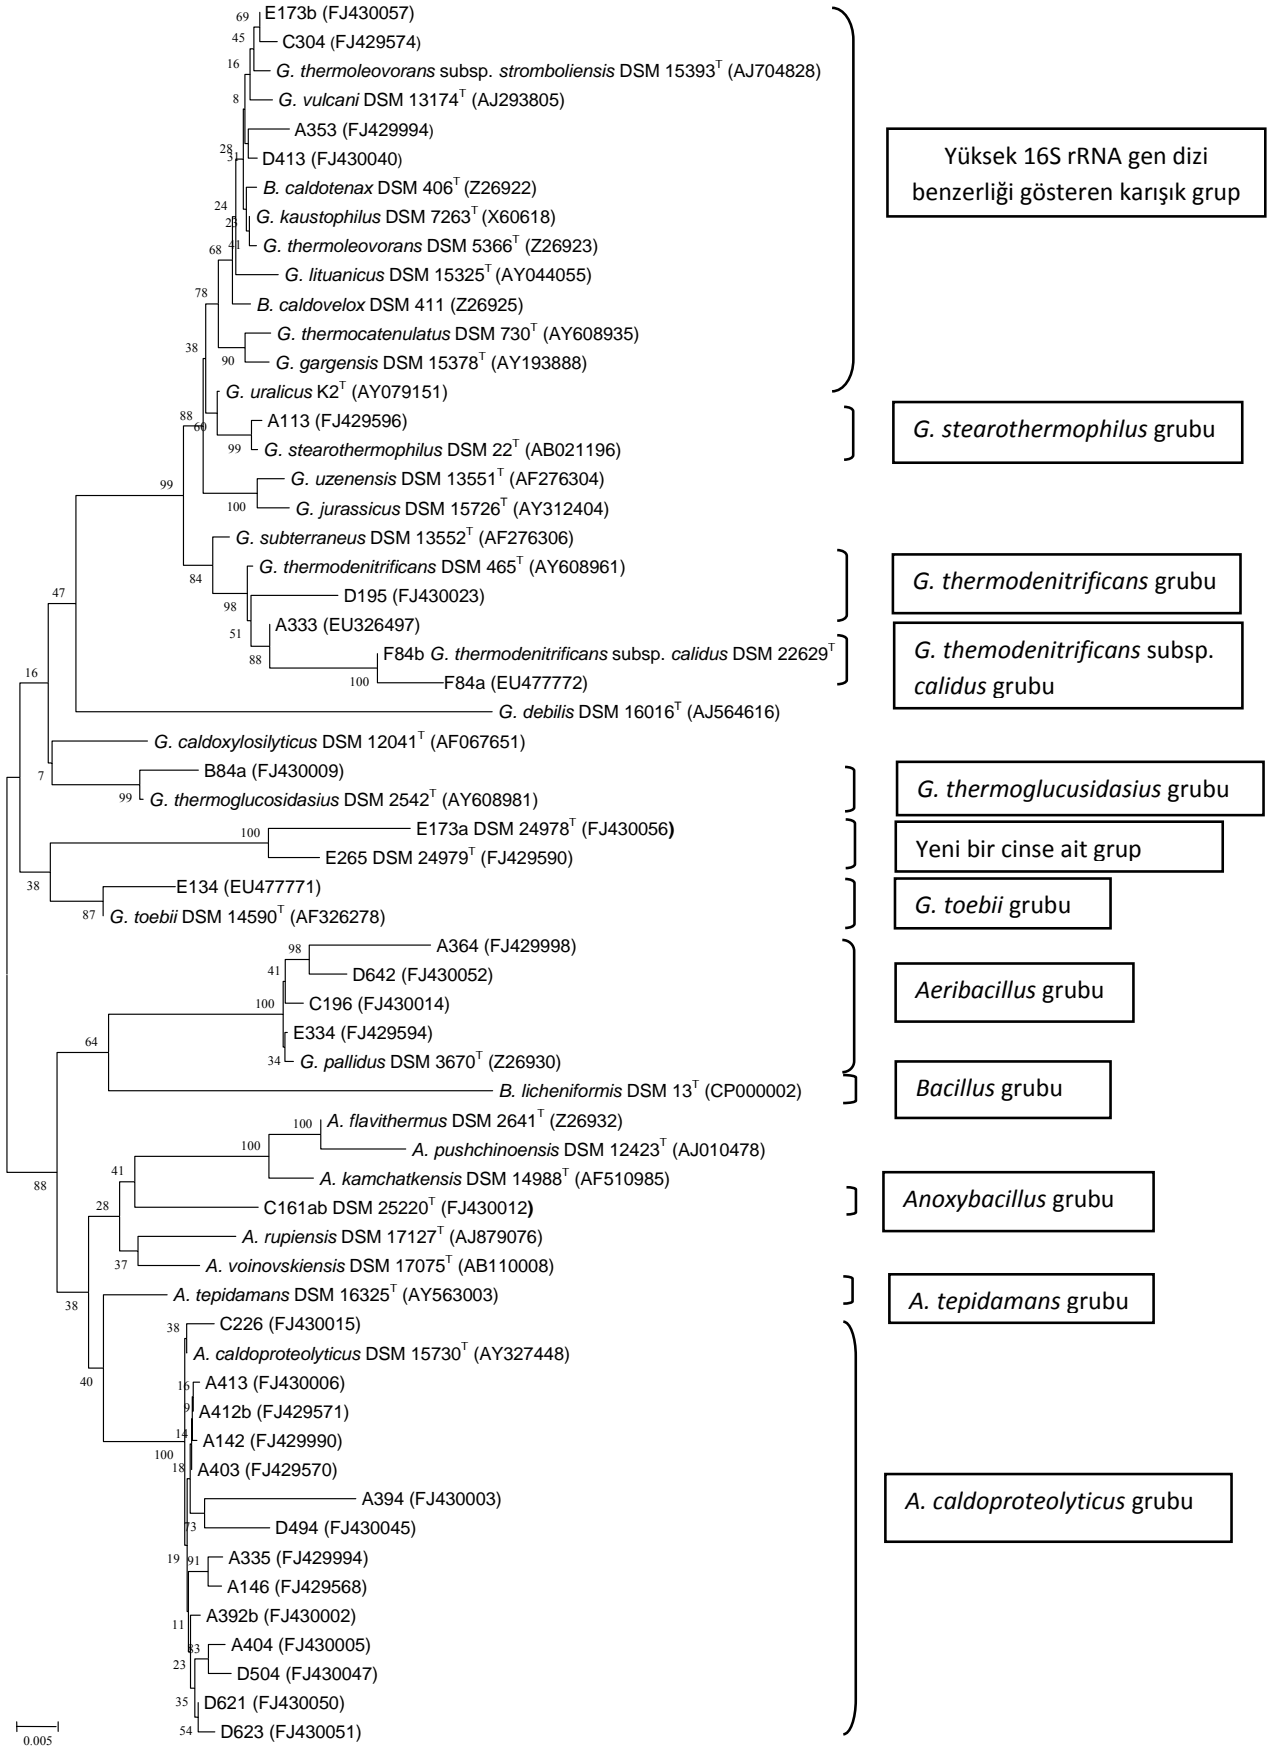 69
E173b (FJ430057)
45
C304 (FJ429574)
16
G. thermoleovorans subsp. stromboliensis DSM 15393T (AJ704828)
8
G. vulcani DSM 13174T (AJ293805)
A353 (FJ429994)
28
31
D413 (FJ430040)
B. caldotenax DSM 406T (Z26922)
24
G. kaustophilus DSM 7263T (X60618)
23
41
G. thermoleovorans DSM 5366T (Z26923)
68
G. lituanicus DSM 15325T (AY044055)
78
B. caldovelox DSM 411 (Z26925)
G. thermocatenulatus DSM 730T (AY608935)
38
90
G. gargensis DSM 15378T (AY193888)
G. uralicus K2T (AY079151)
Yüksek 16S rRNA gen dizi
benzerliği gösteren karışık grup
88
60
A113 (FJ429596)
99
G. stearothermophilus DSM 22T (AB021196)
G. stearothermophilus grubu
99
G. uzenensis DSM 13551T (AF276304)
100
G. jurassicus DSM 15726T (AY312404)
G. subterraneus DSM 13552T (AF276306)
84
G. thermodenitrificans DSM 465T (AY608961)
47
98
D195 (FJ430023)
G. thermodenitrificans grubu
51
A333 (EU326497)
88
F84b G. thermodenitrificans subsp. calidus DSM 22629T
100
F84a (EU477772)
G. themodenitrificans subsp.
calidus grubu
16
G. debilis DSM 16016T (AJ564616)
G. caldoxylosilyticus DSM 12041T (AF067651)
7
B84a (FJ430009)
99
G. thermoglucosidasius DSM 2542T (AY608981)
G. thermoglucusidasius grubu
100
E173a DSM 24978T (FJ430056)
E265 DSM 24979T (FJ429590)
Yeni bir cinse ait grup
38
E134 (EU477771)
87
G. toebii DSM 14590T (AF326278)
G. toebii grubu
98
A364 (FJ429998)
41
D642 (FJ430052)
100
C196 (FJ430014)
E334 (FJ429594)
34
G. pallidus DSM 3670T (Z26930)
Aeribacillus grubu
64
B. licheniformis DSM 13T (CP000002)
Bacillus grubu
100
A. flavithermus DSM 2641T (Z26932)
100
A. pushchinoensis DSM 12423T (AJ010478)
41
A. kamchatkensis DSM 14988T (AF510985)
88
28
C161ab DSM 25220T (FJ430012)
Anoxybacillus grubu
A. rupiensis DSM 17127T (AJ879076)
37
A. voinovskiensis DSM 17075T (AB110008)
38
A. tepidamans DSM 16325T (AY563003)
A. tepidamans grubu
38
C226 (FJ430015)
A. caldoproteolyticus DSM 15730T (AY327448)
40
16
A413 (FJ430006)
9
A412b (FJ429571)
14
A142 (FJ429990)
100
18
A403 (FJ429570)
A394 (FJ430003)
73
D494 (FJ430045)
A. caldoproteolyticus grubu
19
91
A335 (FJ429994)
A146 (FJ429568)
11
A392b (FJ430002)
83
A404 (FJ430005)
23
D504 (FJ430047)
35
D621 (FJ430050)
54
D623 (FJ430051)
0.005